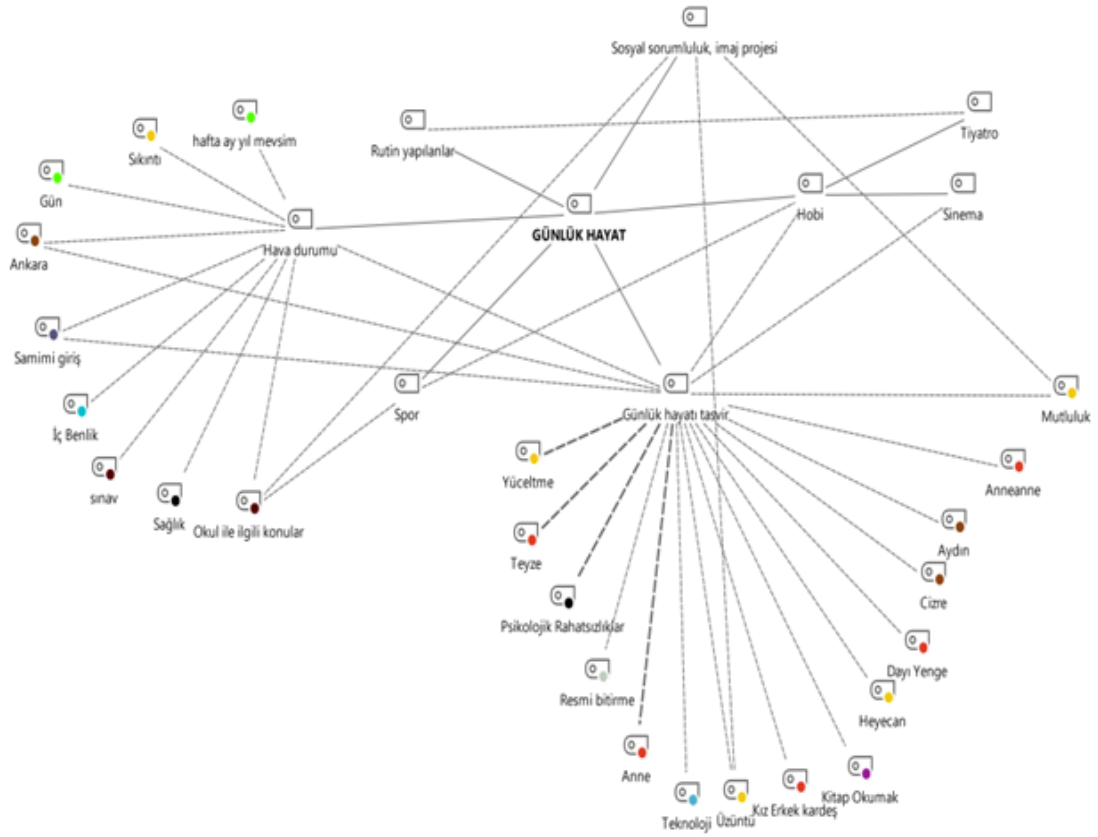 Sosyal sorumluluk, imaj projesi
hafta ay yıl mevsim
Sıkıntı
Rutin yapılanlar
Tiyatro
Gün
Hobi
Sinema
GÜNLÜK HAYAT
Hava durumu
Ankara
Samimi giriş
Spor
Günlük hayatı tasvir
Mutluluk
İç Benlik
sınav
Sağlık
Okul ile ilgili konular
Yüceltme
Anneanne
Teyze
Aydın
Cizre
Psikolojik Rahatsızlıklar
Dayı Yenge
Resmi bitirme
Heyecan
Anne
Kitap Okumak
Kız Erkek kardeş
Teknoloji
Üzüntü